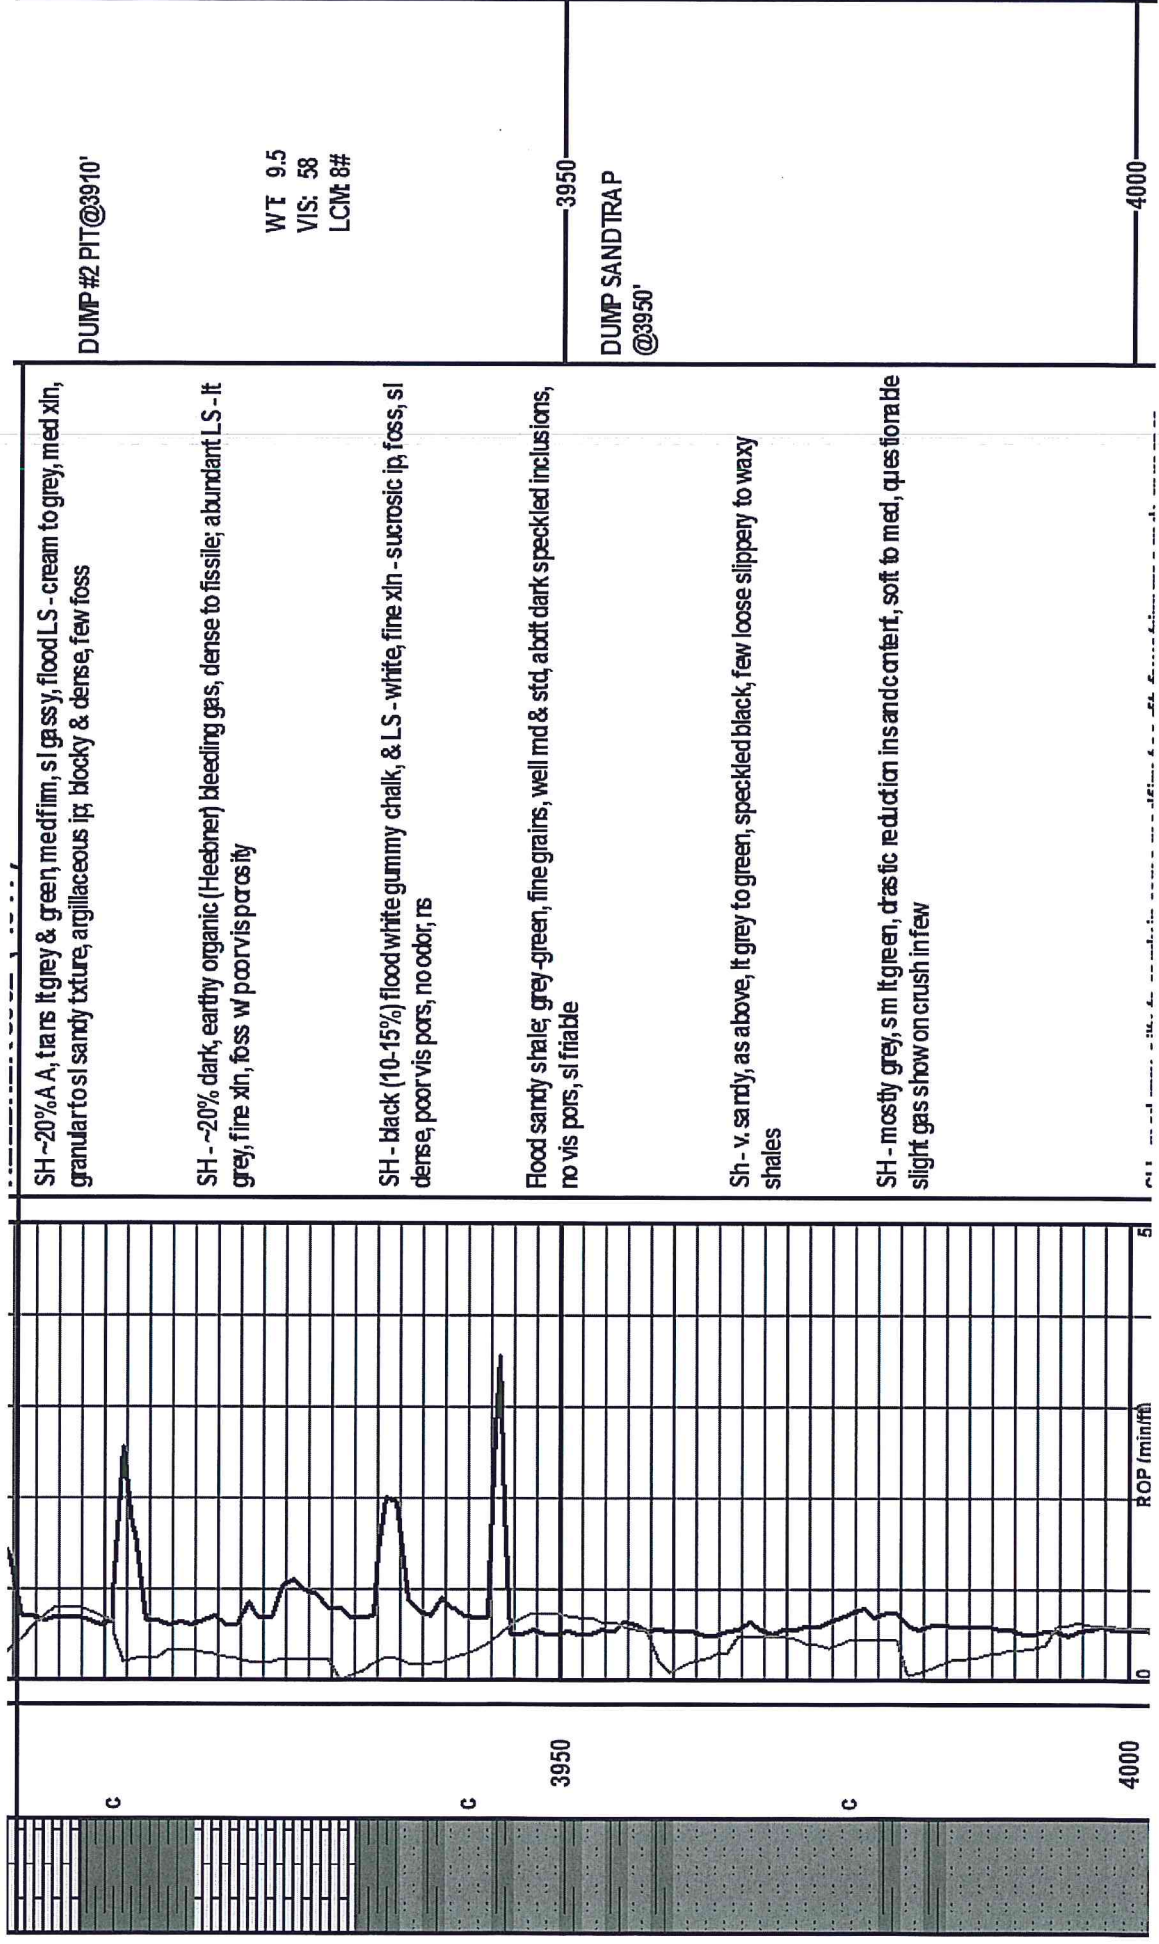 SH ~20% A A, trans lt grey & green, med firm, sl gassy, flood LS - cream to grey, med xln,
granular to sl sandy txture, argillaceous ip; blocky & dense, few foss
SH - ~20% dark, earthy organic (Heebner) bleeding gas, dense to fissile; abundant LS - lt
grey, fine xln, foss w/ poor vis porosity
SH - black (10-15%) flood white gummy chalk, & LS - white, fine xln - sucrosic ip, foss, sl
dense, poor vis pors, no odor, ns
Flood sandy shale; grey-green, fine grains, well rnd & std, abdt dark speckled inclusions,
no vis pors, sl friable
Sh - v. sandy, as above, lt grey to green, speckled black, few loose slippery to waxy
shales
SH - mostly grey, sm lt green, drastic reduction in sand content, soft to med, questionable
slight gas show on crush in few
DUMP #2 PIT@3910'
WT: 9.5
VIS: 58
LCM: 8#
3950
DUMP SANDTRAP
@3950'
4000
0
ROP (min/ft)
5
C
C
3950
C
4000